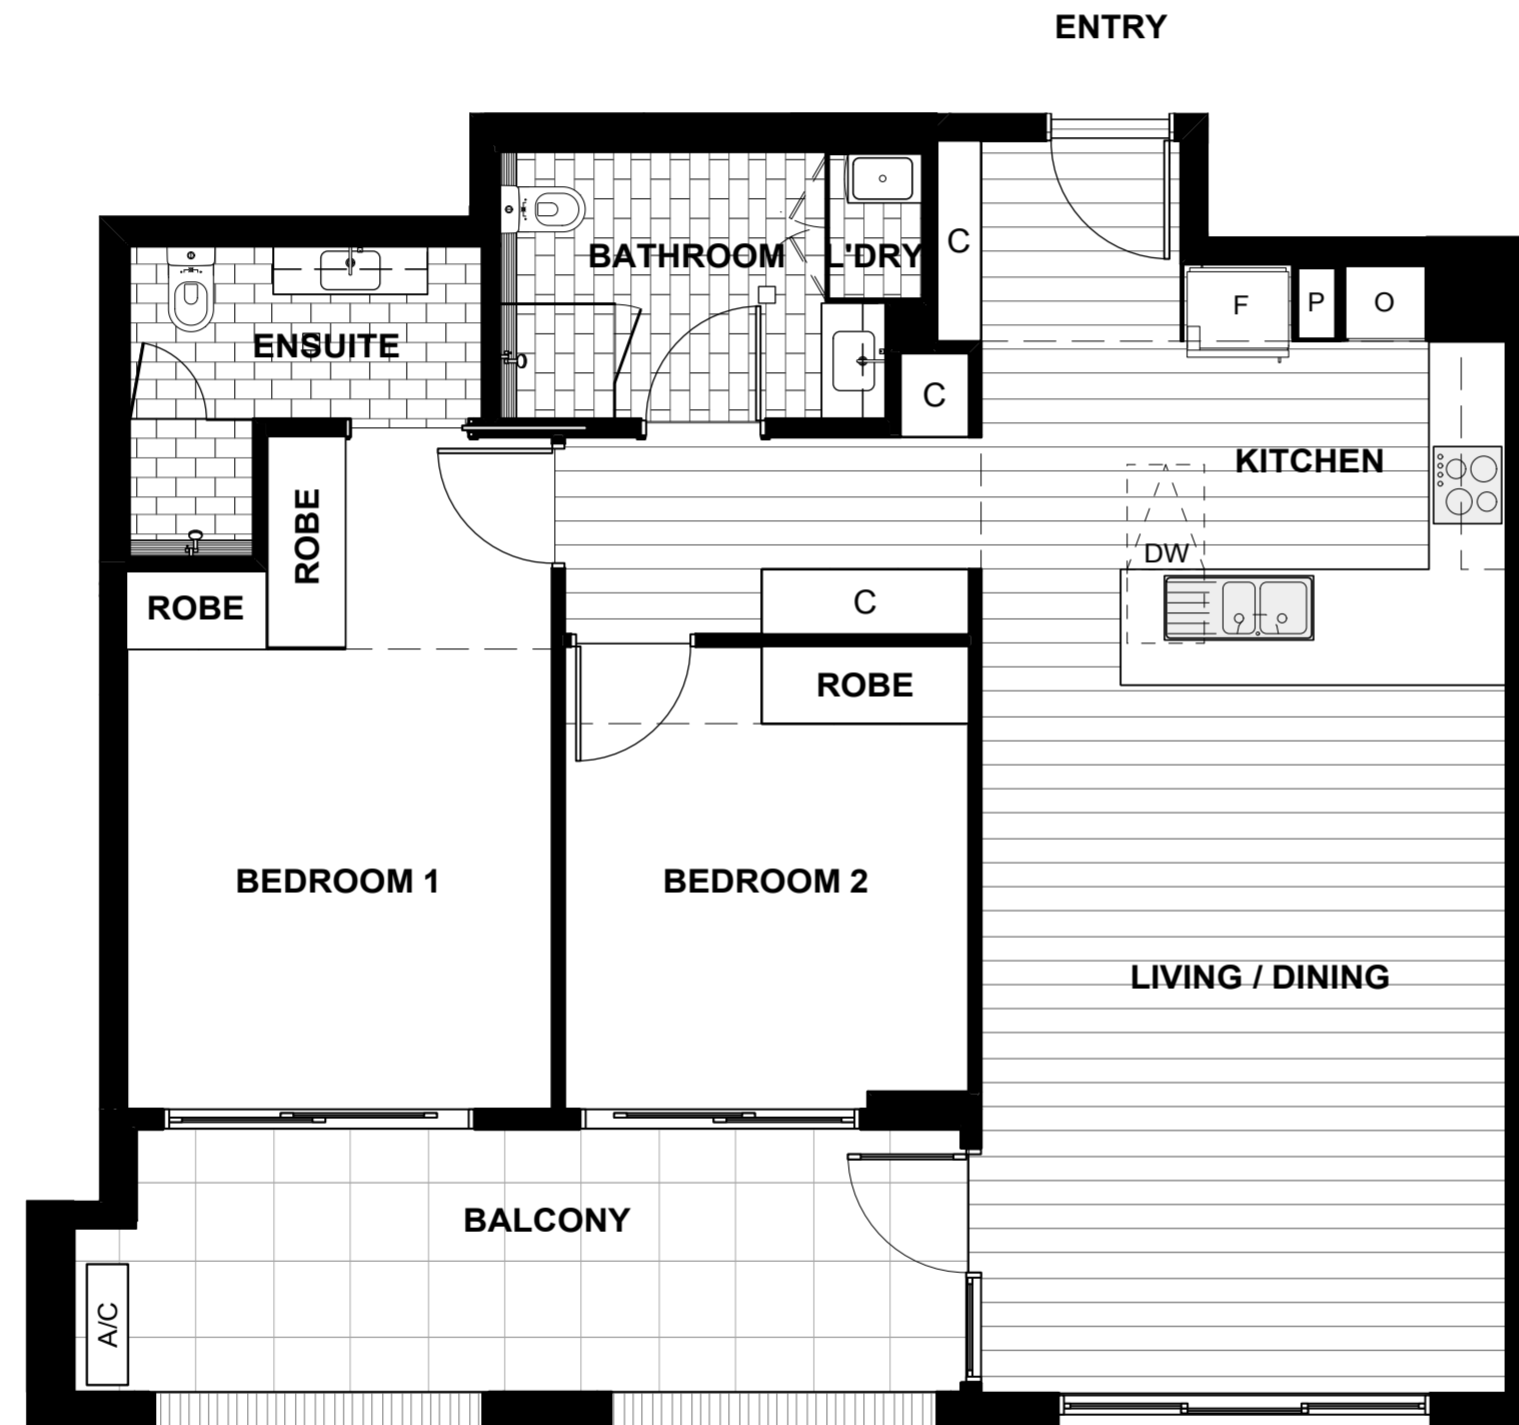 ENTRY
BATHROOM
L'DRY
C
F
P
O
ENSUITE
C
KITCHEN
ROBE
DW
ROBE
C
ROBE
BEDROOM 1
BEDROOM 2
LIVING / DINING
BALCONY
A/C